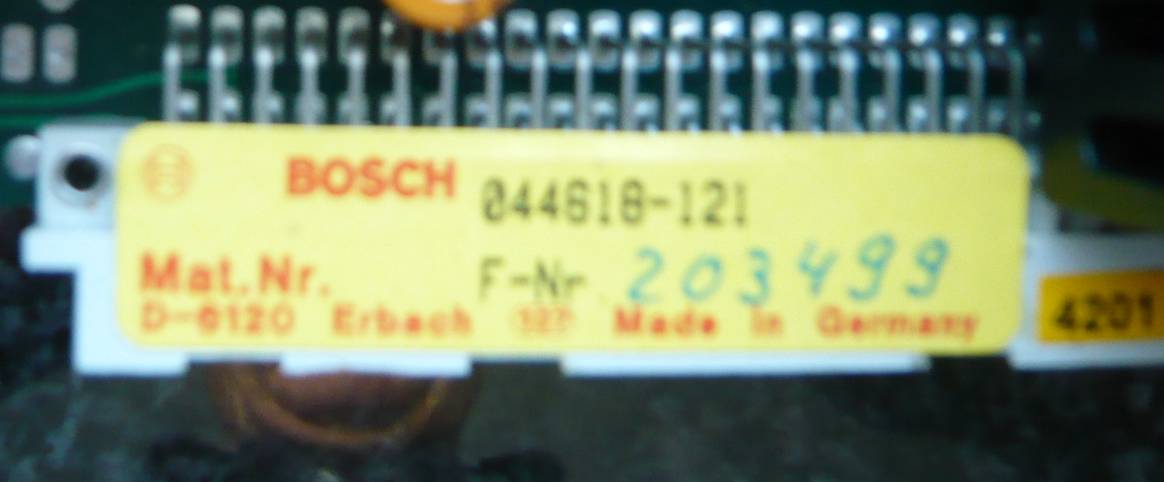 BOSCH 044618-121
Mat.Nr. F-Nr 203499
D-6120 Erbach Made in Germany
4201